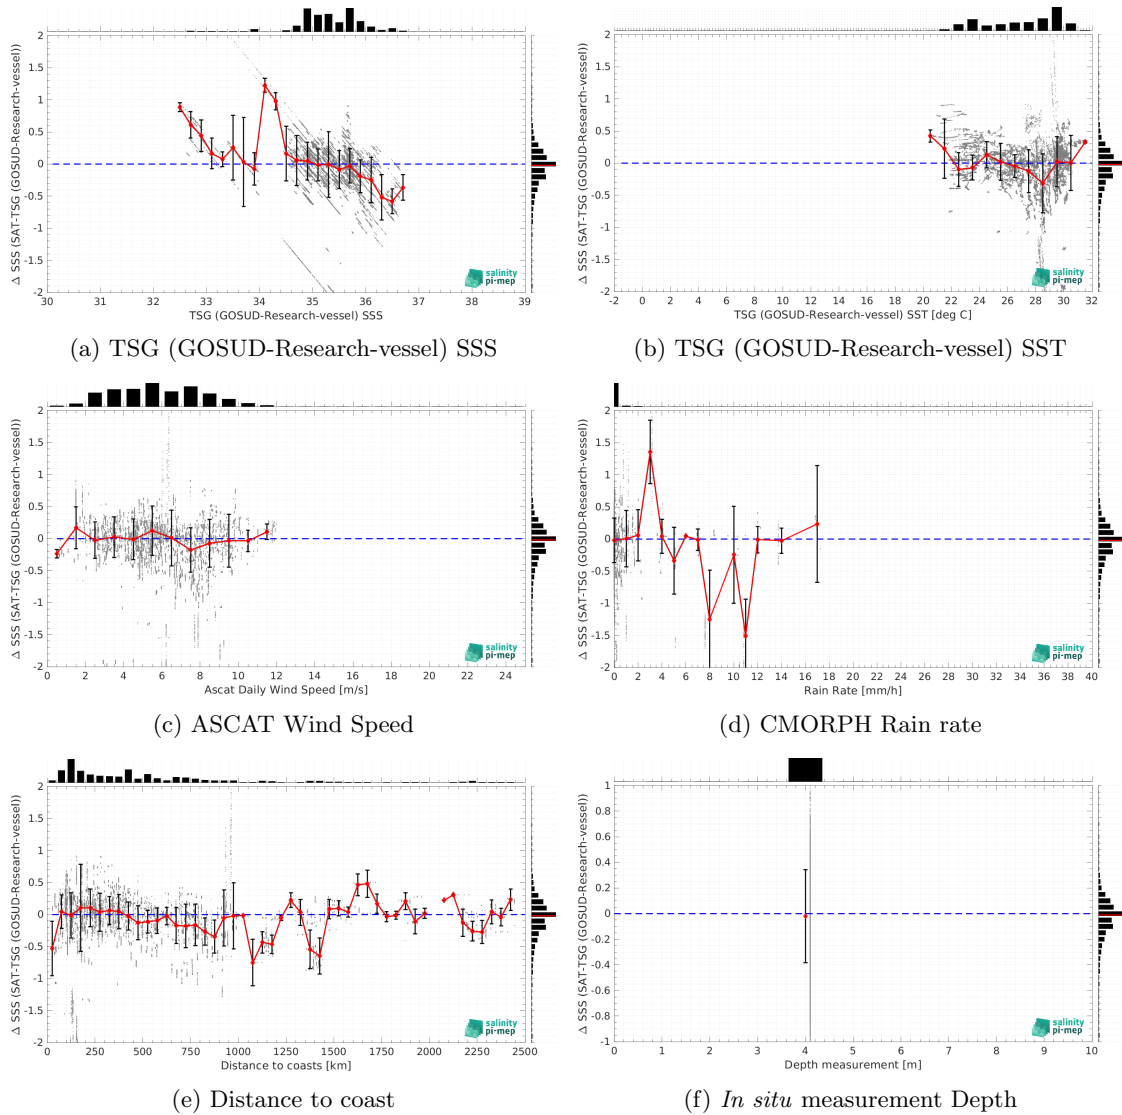 2
1.5
1
0.5
0
-0.5
-1
-1.5
-2
Δ SSS (SAT-TSG (GOSUD-Research-vessel))
30 31 32 33 34 35 36 37 38 39
TSG (GOSUD-Research-vessel) SSS
salinity
pi-mep
(a) TSG (GOSUD-Research-vessel) SSS
2
1.5
1
0.5
0
-0.5
-1
-1.5
-2
Δ SSS (SAT-TSG (GOSUD-Research-vessel))
-2 0 2 4 6 8 10 12 14 16 18 20 22 24 26 28 30 32
TSG (GOSUD-Research-vessel) SST [deg C]
salinity
pi-mep
(b) TSG (GOSUD-Research-vessel) SST
2
1.5
1
0.5
0
-0.5
-1
-1.5
-2
Δ SSS (SAT-TSG (GOSUD-Research-vessel))
0 2 4 6 8 10 12 14 16 18 20 22 24
Ascat Daily Wind Speed [m/s]
salinity
pi-mep
(c) ASCAT Wind Speed
2
1.5
1
0.5
0
-0.5
-1
-1.5
-2
Δ SSS (SAT-TSG (GOSUD-Research-vessel))
0 2 4 6 8 10 12 14 16 18 20 22 24 26 28 30 32 34 36 38 40
Rain Rate [mm/h]
salinity
pi-mep
(d) CMORPH Rain rate
2
1.5
1
0.5
0
-0.5
-1
-1.5
-2
Δ SSS (SAT-TSG (GOSUD-Research-vessel))
0 250 500 750 1000 1250 1500 1750 2000 2250 2500
Distance to coasts [km]
salinity
pi-mep
(e) Distance to coast
1
0.8
0.6
0.4
0.2
0
-0.2
-0.4
-0.6
-0.8
-1
Δ SSS (SAT-TSG (GOSUD-Research-vessel))
0 1 2 3 4 5 6 7 8 9 10
Depth measurement [m]
salinity
pi-mep
(f) In situ measurement Depth